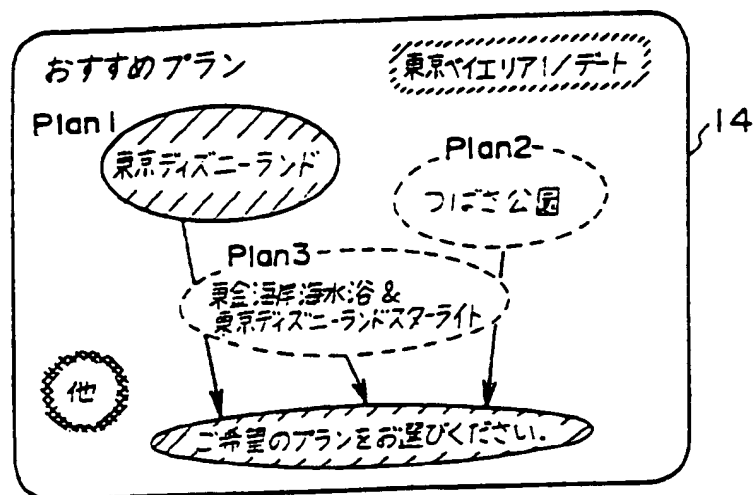 おすすめプラン
東京ベイエリア1/デート
Plan1
東京ディズニーランド
14
Plan2
つばさ公園
Plan3
東金海岸海水浴&
東京ディズニーランドスターライト
他
ご希望のプランをお選びください.